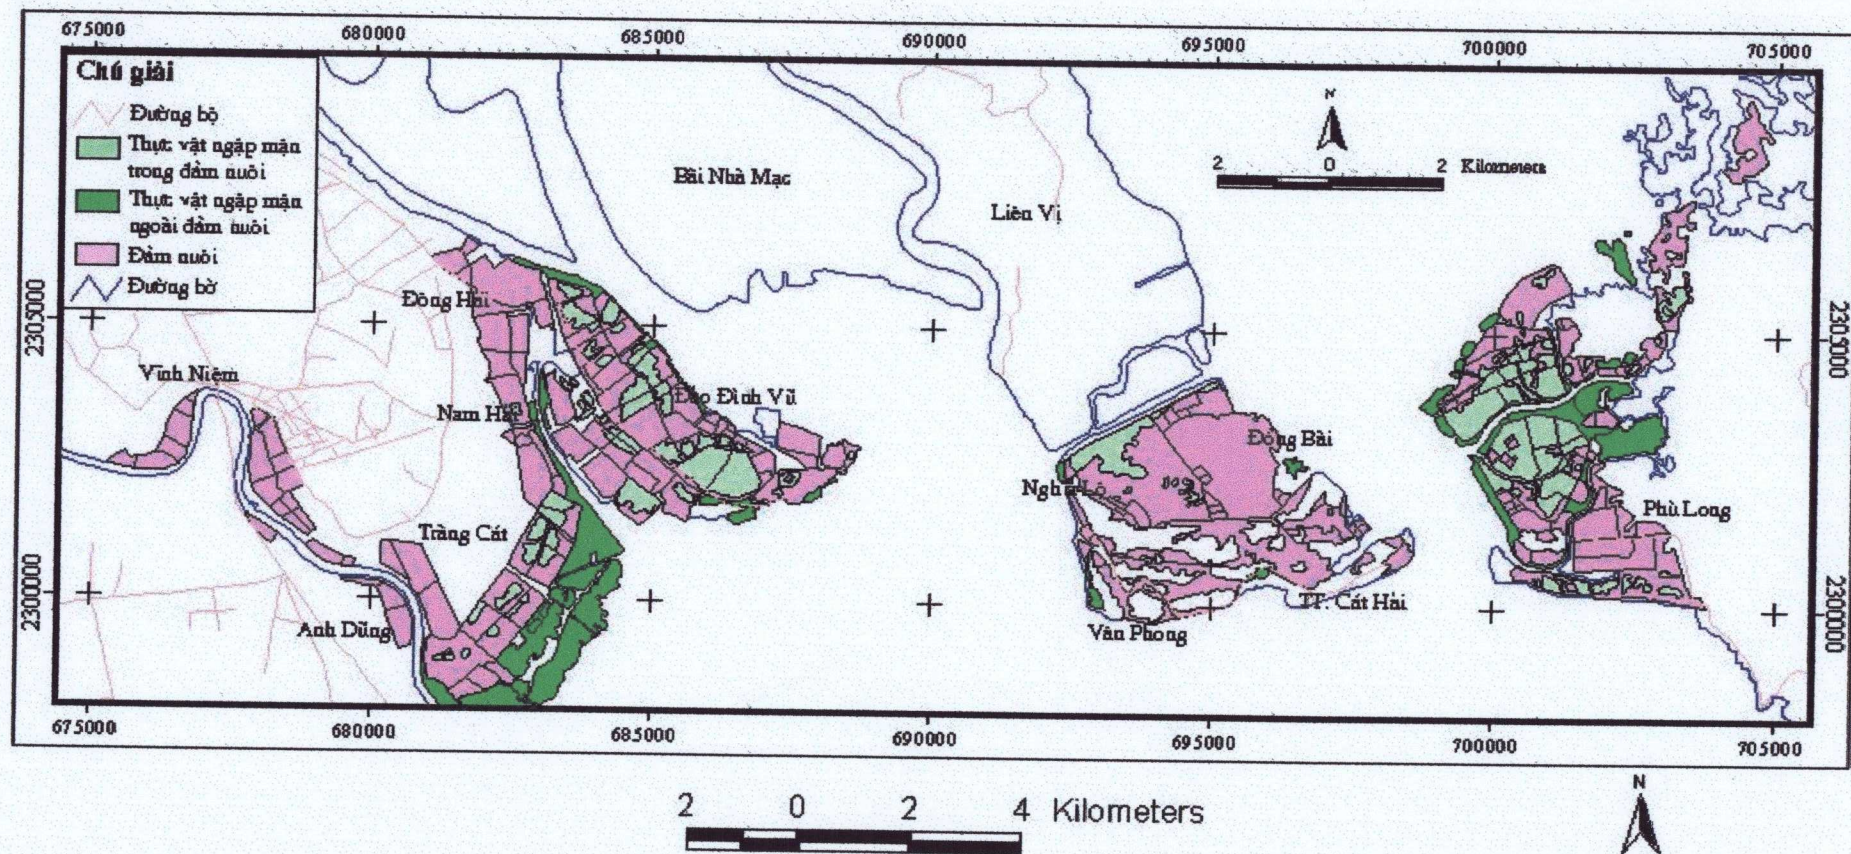 675000 680000 685000 690000 695000 700000 705000
Chú giải
Đường bộ
Thực vật ngập mặn
trong đầm nuôi
Thực vật ngập mặn
ngoài đầm nuôi
Đầm nuôi
Đường bờ
N
2 0 2 Kilometers
Bãi Nhà Mạc
Liên Vị
2305000
2305000
Đông Hải
Vĩnh Niệm
Nam Hải
Đảo Đình Vũ
Đồng Bài
Nghĩa Lộ
Phù Long
Tràng Cát
2300000
2300000
TT. Cát Hải
Anh Dũng
Văn Phong
675000 680000 685000 690000 695000 700000 705000
2 0 2 4 Kilometers
N